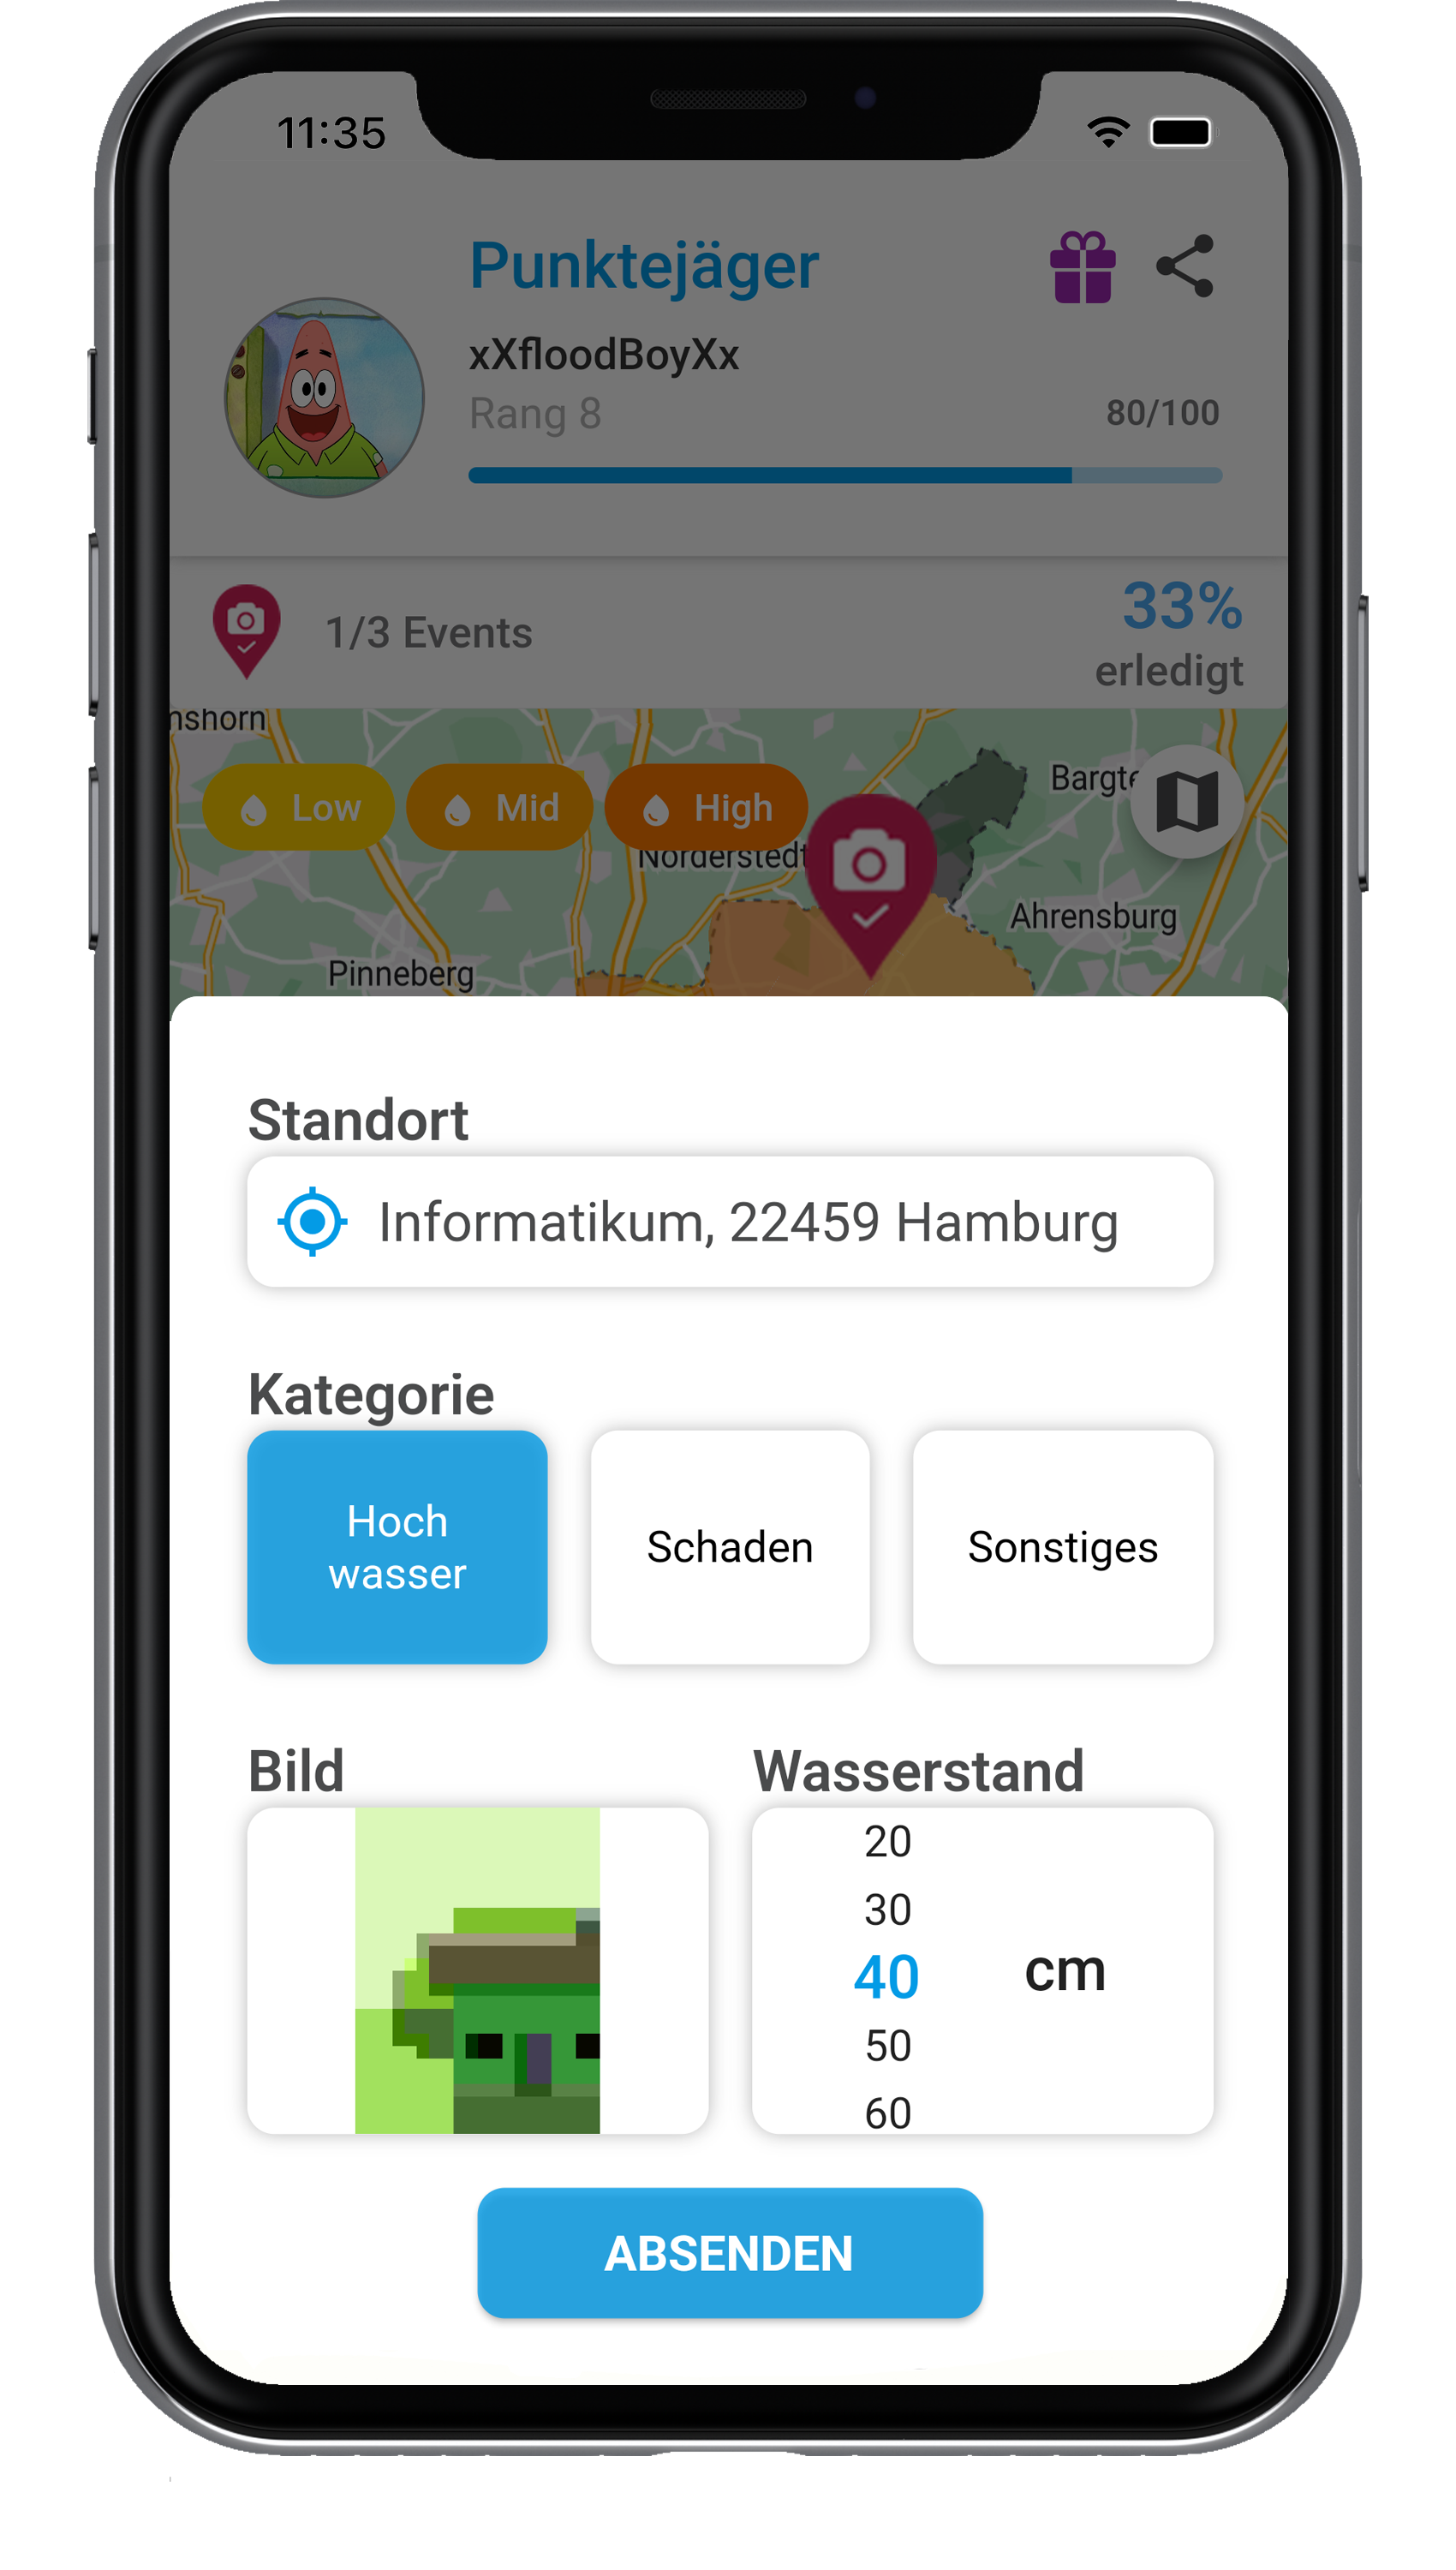 11:35
Punktejäger
xXfloodBoyXx
Rang 8
80/100
1/3 Events
33%
erledigt
nshorn
Low
Mid
High
Bargte
Norderstedt
Ahrensburg
Pinneberg
Standort
Informatikum, 22459 Hamburg
Kategorie
Hoch
wasser
Schaden
Sonstiges
Bild
Wasserstand
20
30
40
cm
50
60
ABSENDEN